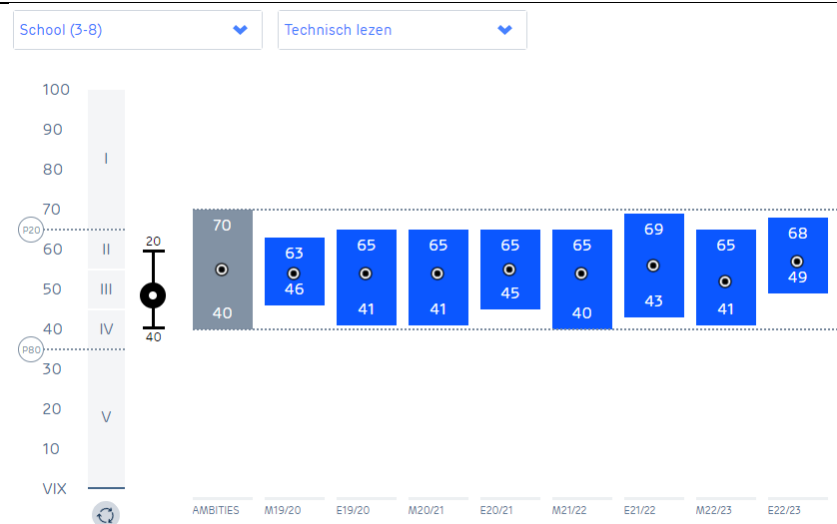 School (3-8) Technisch lezen
100
90
I
80
70
P20
60 II
50 III
40 IV
P80
30
20 V
10
VIX
20
40
70
40
63
46
65
41
65
41
65
45
65
40
69
43
65
41
68
49
AMBITIES M19/20 E19/20 M20/21 E20/21 M21/22 E21/22 M22/23 E22/23